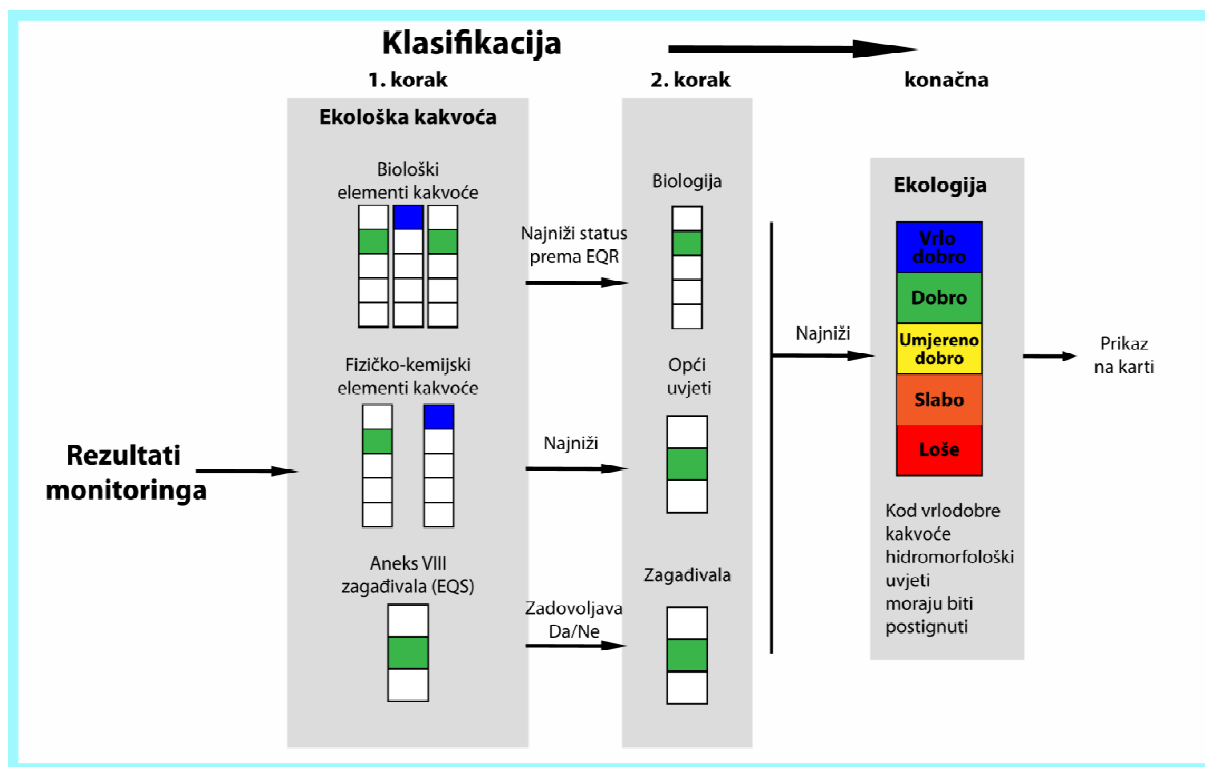 Klasifikacija
1. korak
2. korak
konačna
Ekološka kakvoća
Biološki
elementi kakvoće
Najniži status
prema EQR
Biologija
Fizičko-kemijski
elementi kakvoće
Najniži
Opći
uvjeti
Rezultati
monitoringa
Aneks VIII
zagađivala (EQS)
Zadovoljava
Da/Ne
Zagađivala
Najniži
Ekologija
Vrlo
dobro
Dobro
Umjereno
dobro
Slabo
Loše
Kod vrlodobre
kakvoće
hidromorfološki
uvjeti
moraju biti
postignuti
Prikaz
na karti